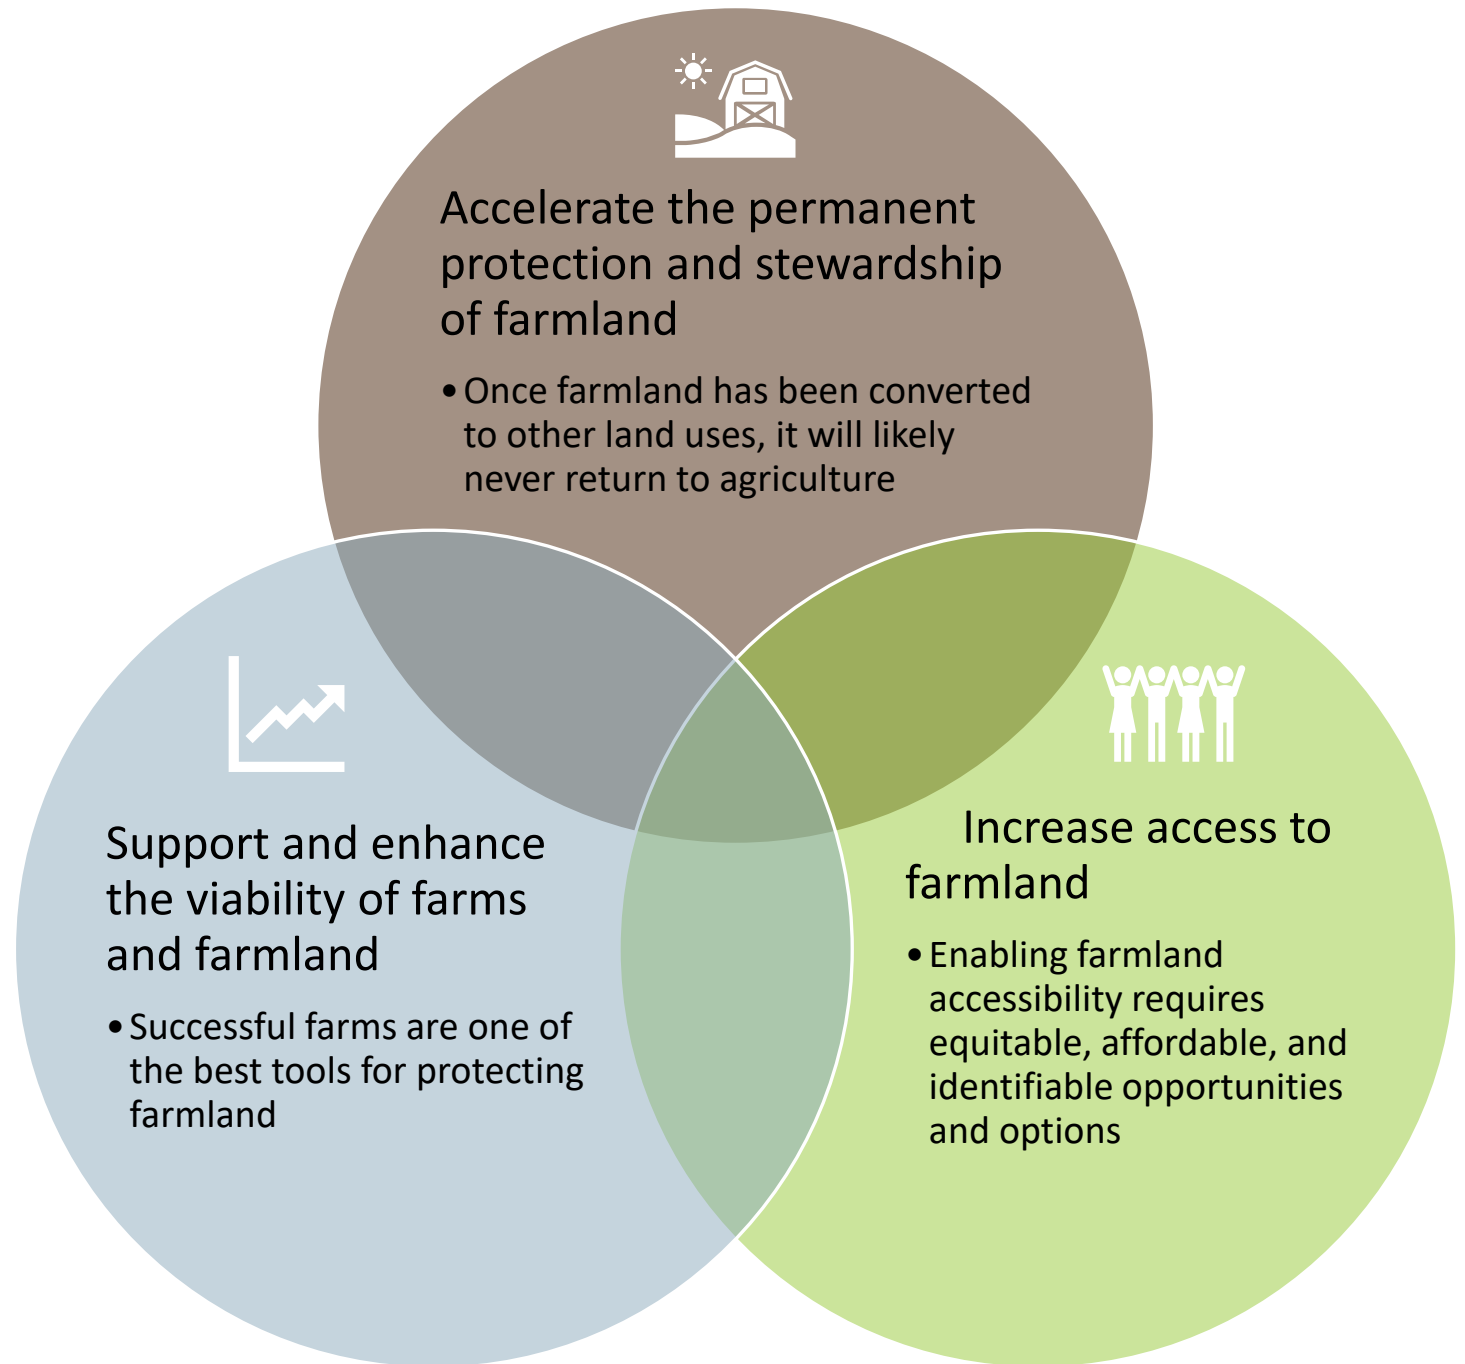 Accelerate the permanent
protection and stewardship
of farmland
•Once farmland has been converted
to other land uses, it will likely
never return to agriculture
Support and enhance
the viability of farms
and farmland
•Successful farms are one of
the best tools for protecting
farmland
Increase access to
farmland
•Enabling farmland
accessibility requires
equitable, affordable, and
identifiable opportunities
and options